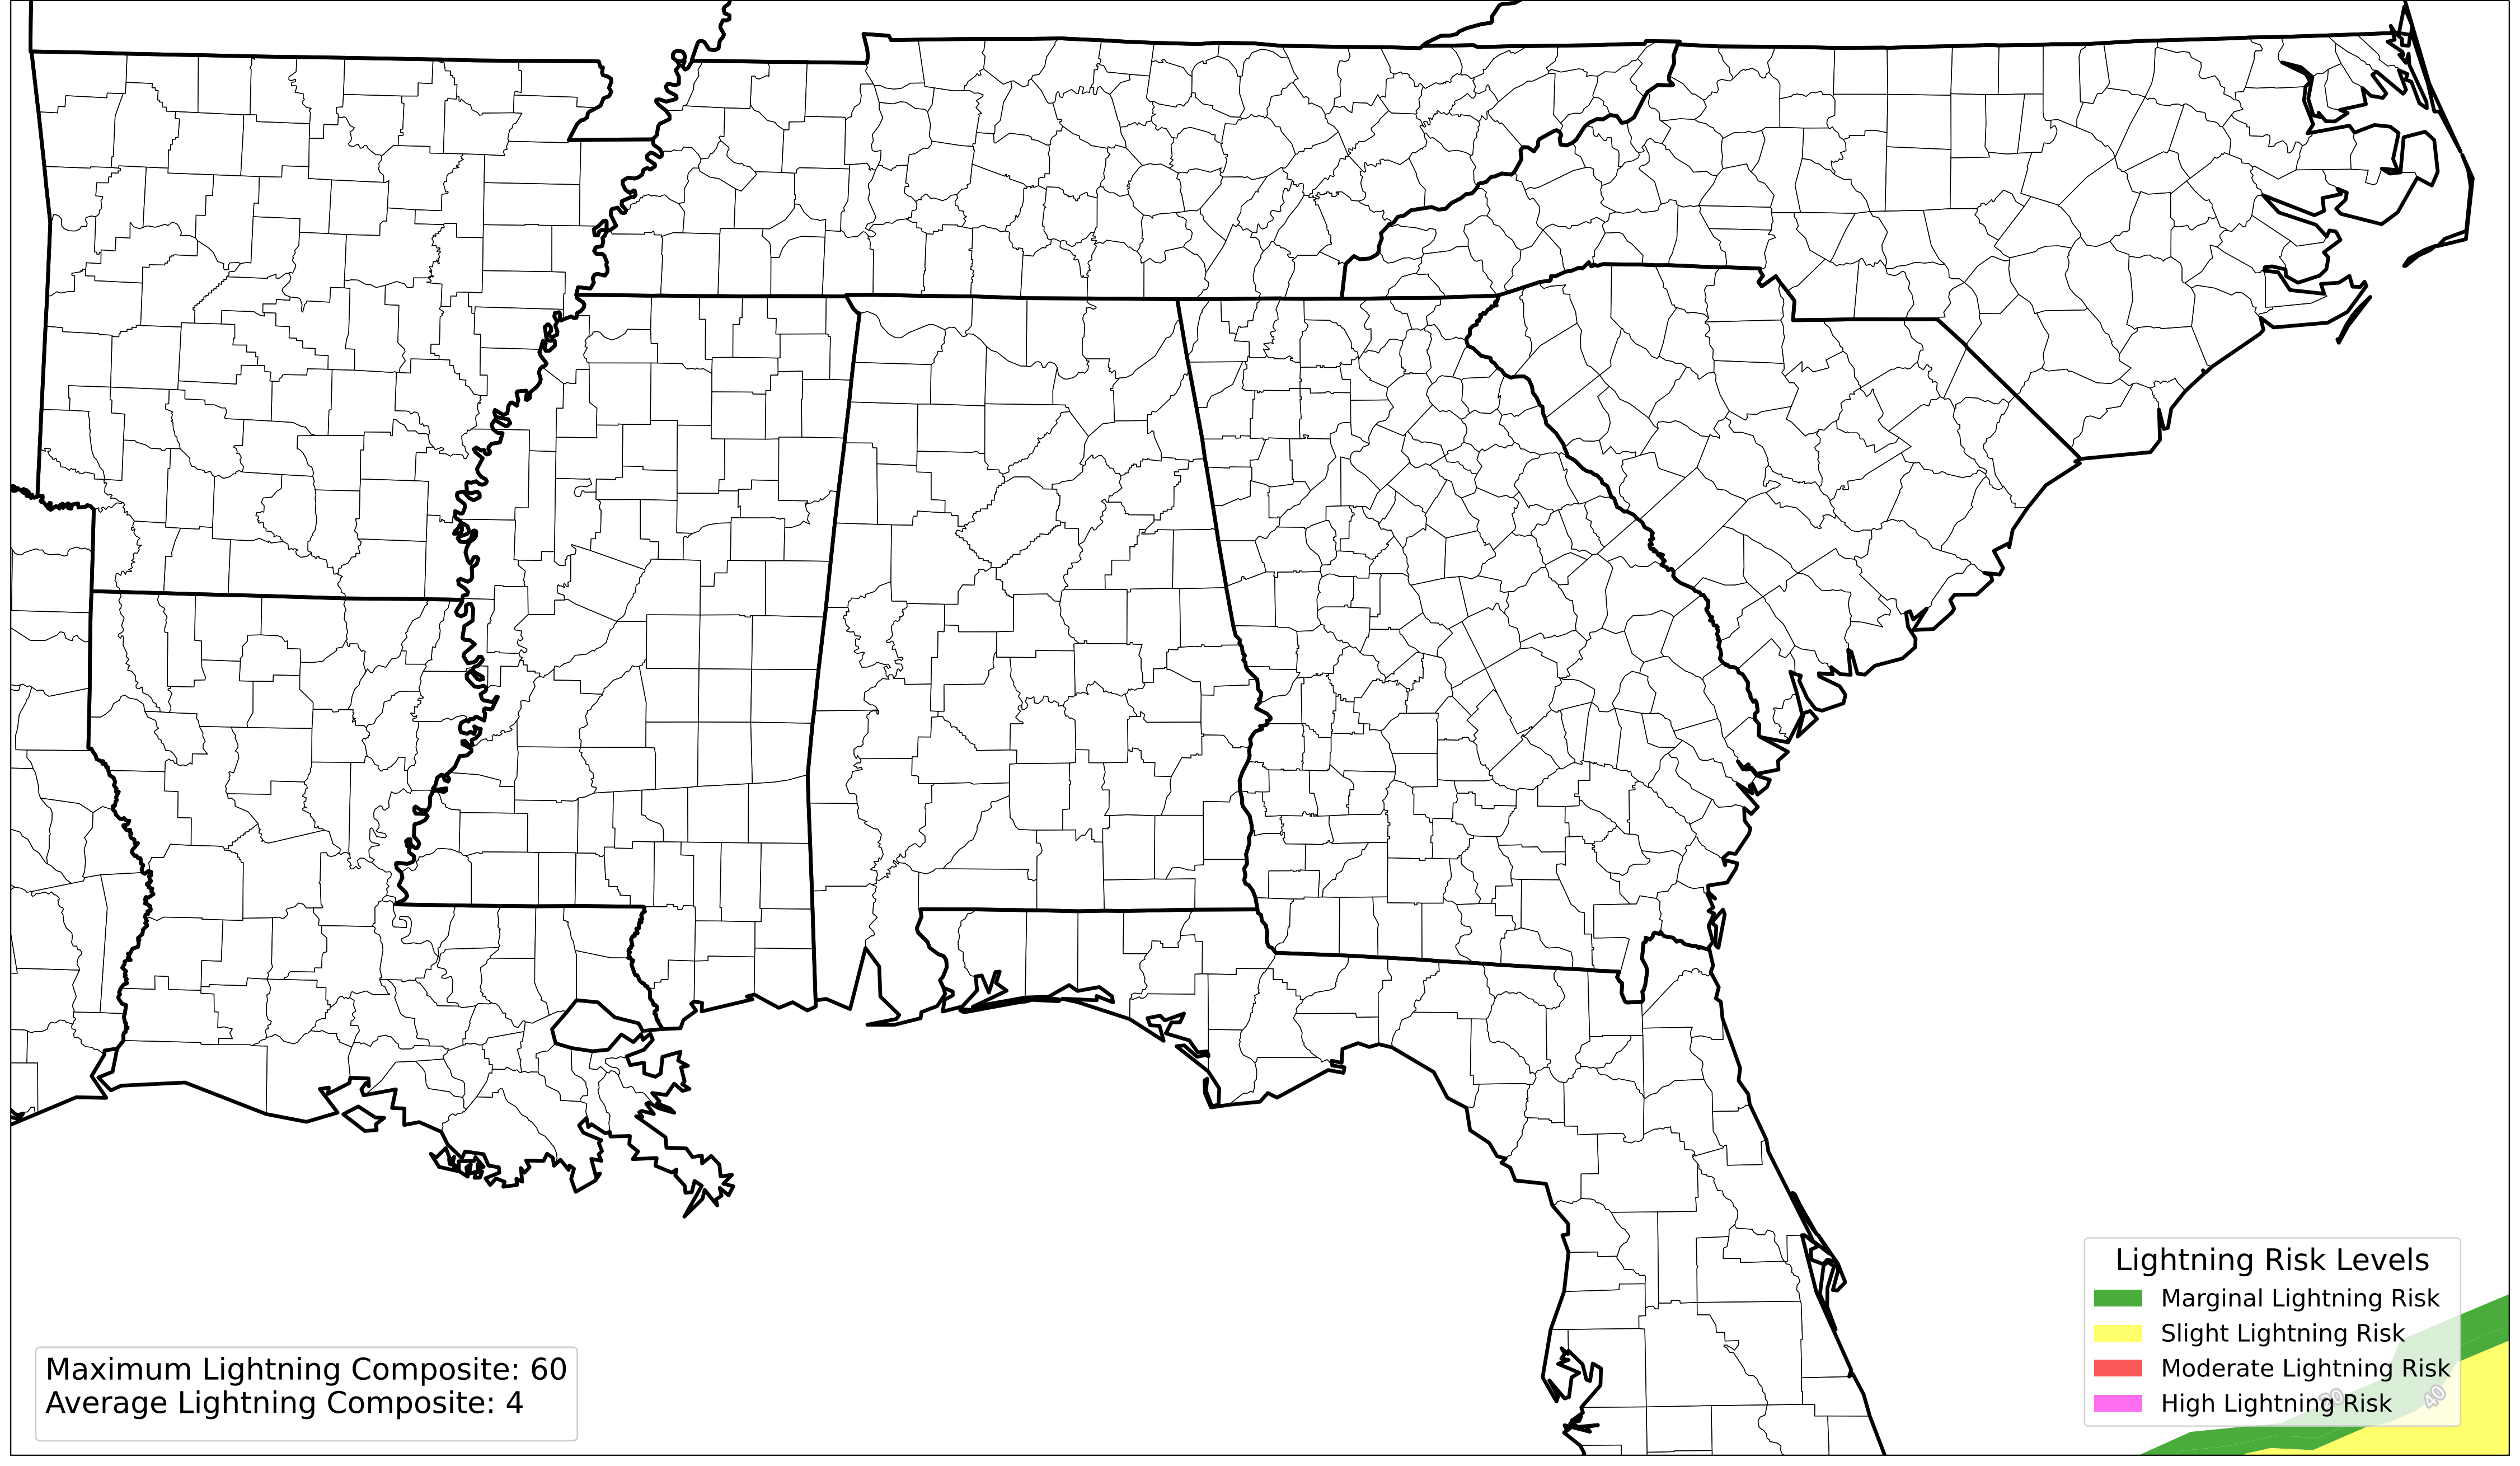 Lightning Risk Levels
Marginal Lightning Risk
Slight Lightning Risk
Moderate Lightning Risk
High Lightning Risk
40
Maximum Lightning Composite: 60
Average Lightning Composite: 4